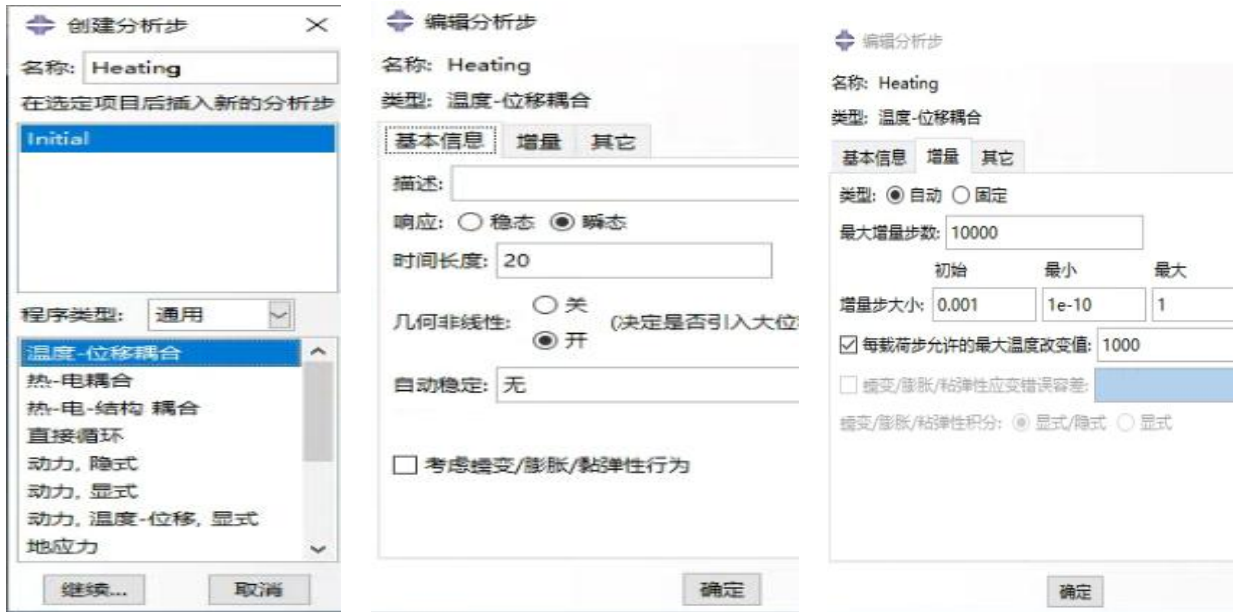 创建分析步
名称: Heating
在选定项目后插入新的分析步
Initial
程序类型: 通用
温度-位移耦合
热-电耦合
热-电-结构 耦合
直接循环
动力, 隐式
动力, 显式
动力, 温度-位移, 显式
地应力
继续... 取消
编辑分析步
名称: Heating
类型: 温度-位移耦合
基本信息 增量 其它
描述:
响应: 稳态 瞬态
时间长度: 20
几何非线性: 关 (决定是否引入大位
开
自动稳定: 无
考虑蠕变/膨胀/黏弹性行为
确定
编辑分析步
名称: Heating
类型: 温度-位移耦合
基本信息 增量 其它
类型: 自动 固定
最大增量步数: 10000
初始 最小 最大
增量步大小: 0.001 1e-10 1
每载荷步允许的最大温度改变值: 1000
蠕变/膨胀/粘弹性应变错误容差:
蠕变/膨胀/粘弹性积分: 显式/隐式 显式
确定